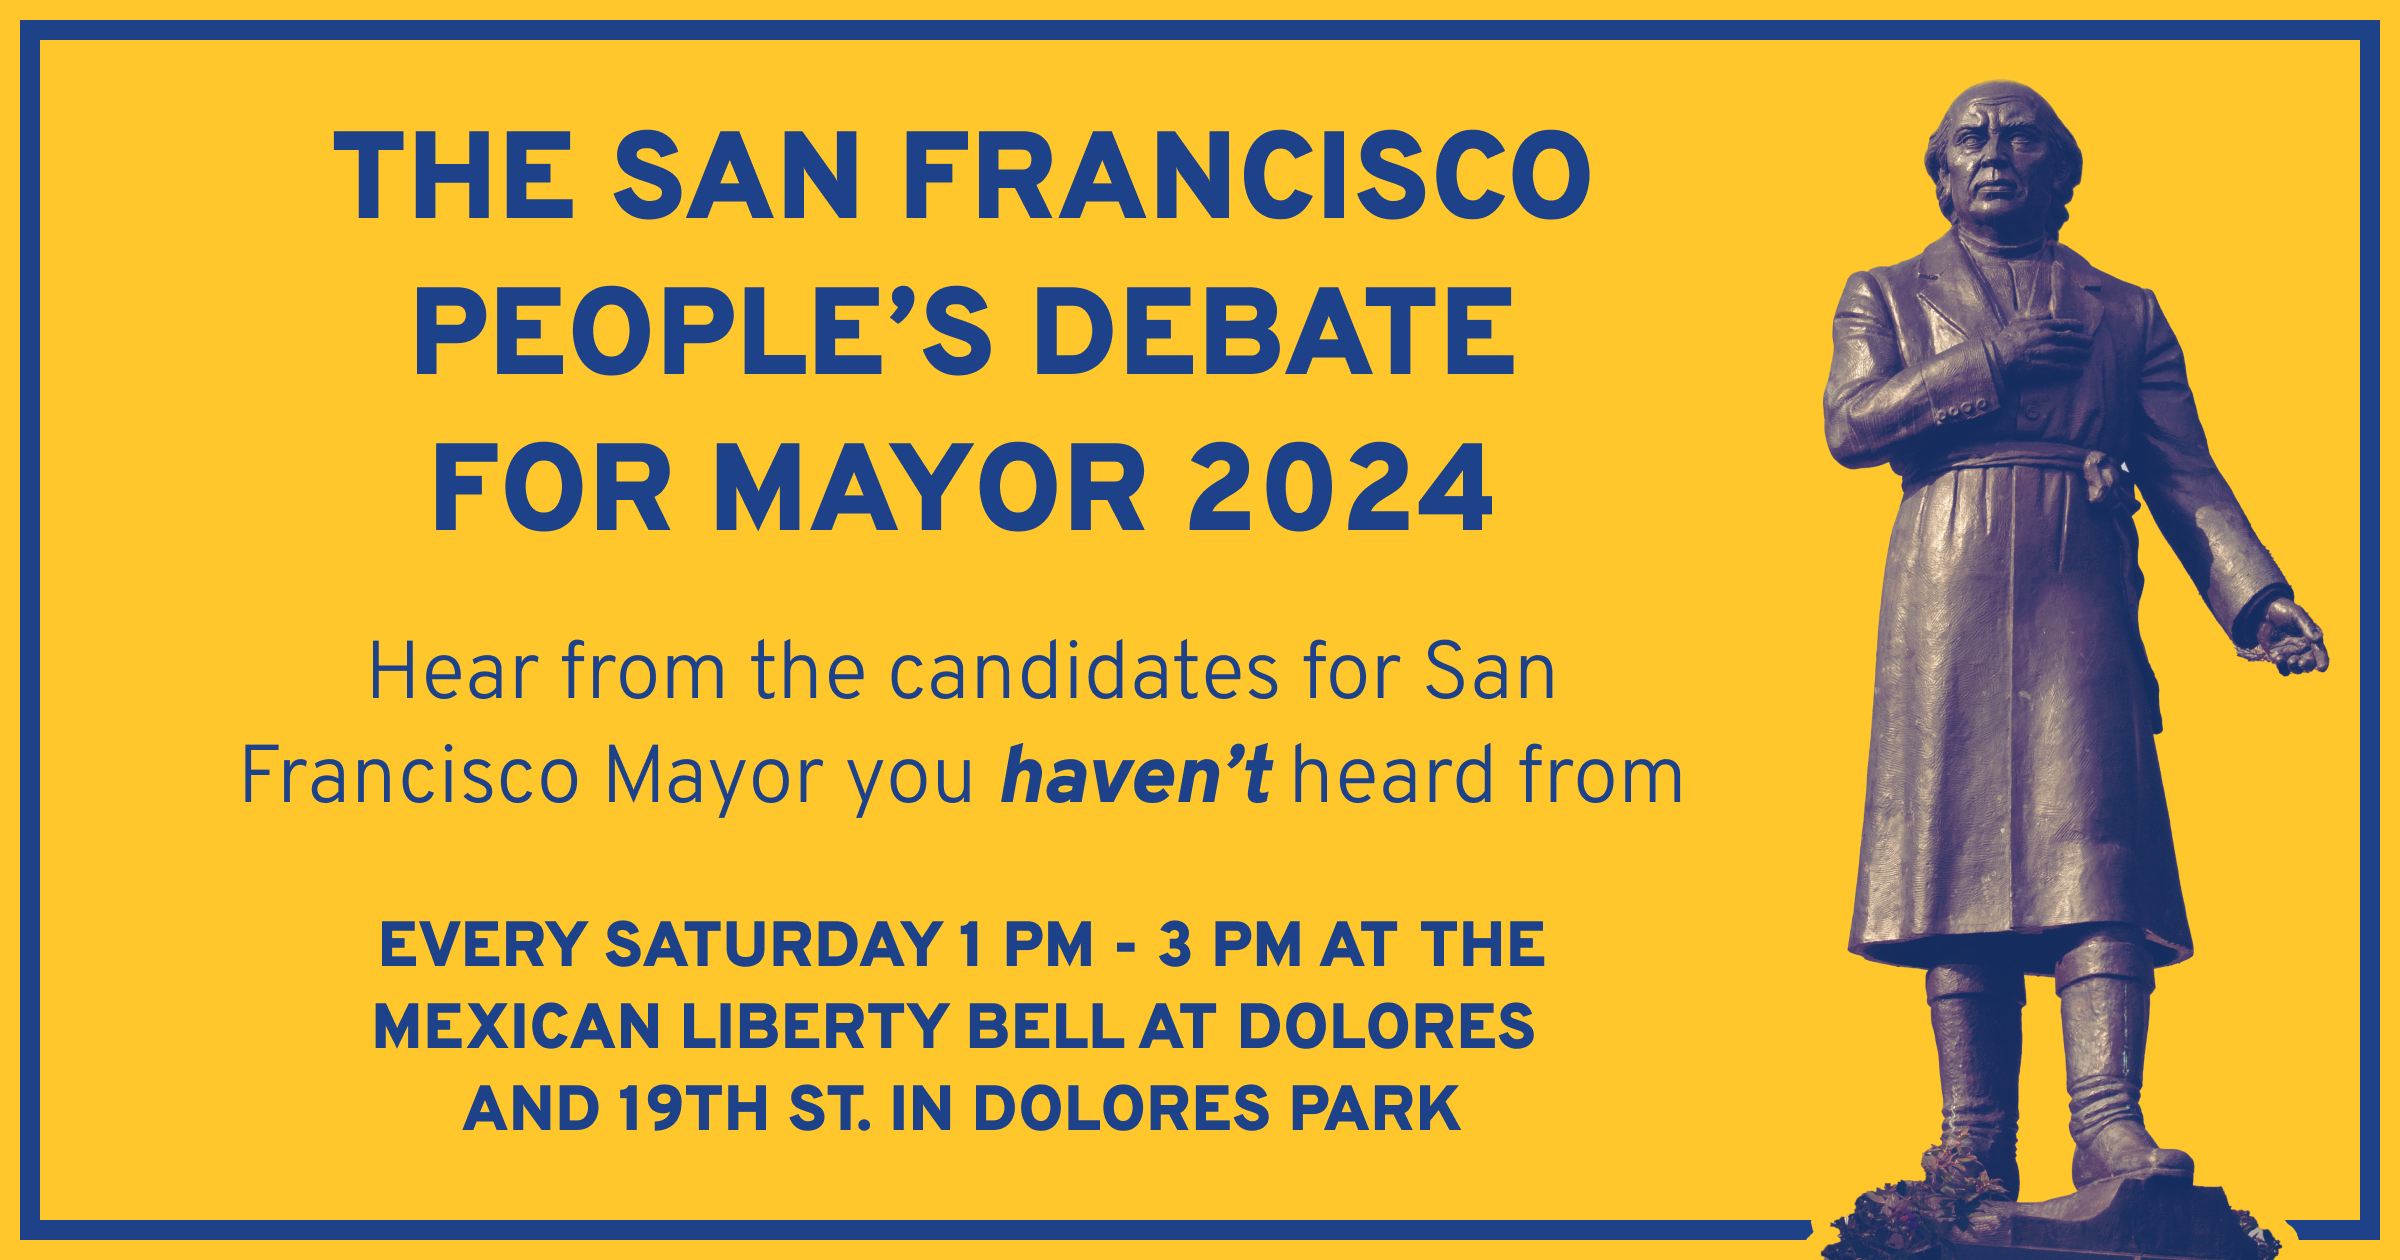 THE SAN FRANCISCO
PEOPLE’S DEBATE
FOR MAYOR 2024
Hear from the candidates for San
Francisco Mayor you haven’t heard from
EVERY SATURDAY 1 PM - 3 PM AT THE
MEXICAN LIBERTY BELL AT DOLORES
AND 19TH ST. IN DOLORES PARK